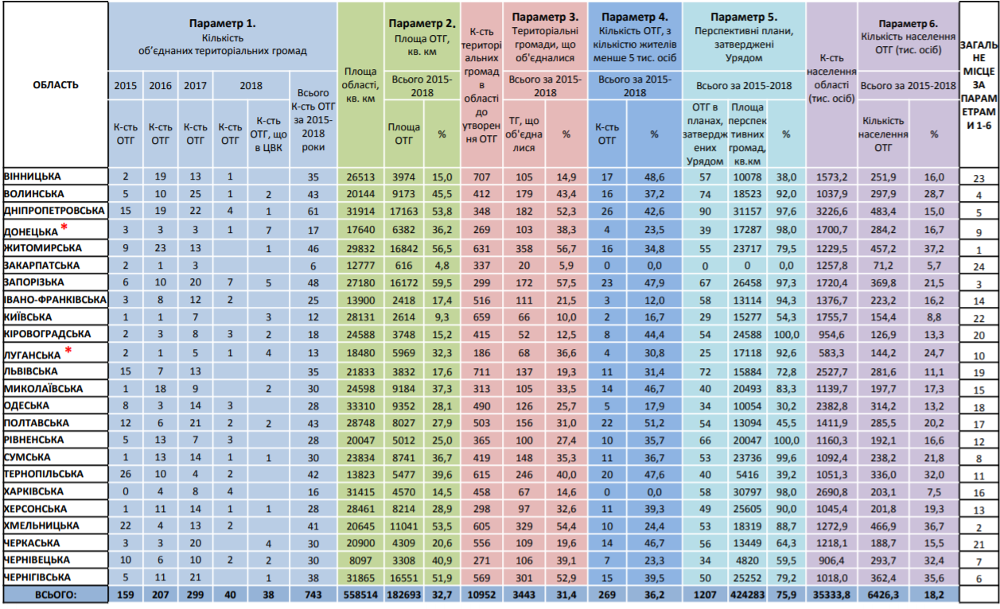 ОБЛАСТЬ
Параметр 1.
Кількість
об'єднаних територіальних громад
2015 2016 2017 2018
К-сть ОТГ
К-сть ОТГ
К-сть ОТГ
К-сть ОТГ
К-сть ОТГ, що в ЦВК
Всього К-сть ОТГ за 2015-2018 роки
Площа області, кв. км
Параметр 2.
Площа ОТГ, кв. км
Всього 2015-2018
Площа ОТГ
%
К-сть територіальних громад в області до утворення ОТГ
Параметр 3.
Територіальні громади, що об'єдналися
Всього за 2015-2018
ТГ, що об'єдналися
%
Параметр 4.
Кількість ОТГ, з кількістю жителів менше 5 тис. осіб
Всього за 2015-2018
К-сть ОТГ
%
Параметр 5.
Перспективні плани, затверджені Урядом
Всього за 2015-2018
ОТГ в планах, затверджених Урядом
Площа перспективних громад, кв.км
%
К-сть населення області (тис. осіб)
Параметр 6.
Кількість населення ОТГ (тис. осіб)
Всього за 2015-2018
Кількість населення ОТГ
%
ЗАГАЛЬНЕ МІСЦЕ ЗА ПАРАМЕТРАМИ 1-6
ВІННИЦЬКА 2 19 13 1 35 26513 3974 15,0 707 105 14,9 17 48,6 57 10078 38,0 1573,2 251,9 16,0 23
ВОЛИНСЬКА 5 10 25 1 2 43 20144 9173 45,5 412 179 43,4 16 37,2 74 18523 92,0 1037,9 297,9 28,7 4
ДНІПРОПЕТРОВСЬКА 15 19 22 4 1 61 31914 17163 53,8 348 182 52,3 26 42,6 90 31157 97,6 3226,6 483,4 15,0 5
ДОНЕЦЬКА * 3 3 3 1 7 17 17640 6382 36,2 269 103 38,3 4 23,5 39 17287 98,0 1700,7 284,2 16,7 9
ЖИТОМИРСЬКА 9 23 13 1 46 29832 16842 56,5 631 358 56,7 16 34,8 55 23717 79,5 1229,5 457,2 37,2 1
ЗАКАРПАТСЬКА 2 1 3 6 12777 616 4,8 337 20 5,9 0 0,0 0 0 0,0 1257,8 71,2 5,7 24
ЗАПОРІЗЬКА 6 10 20 7 5 48 27180 16172 59,5 299 172 57,5 23 47,9 67 26458 97,3 1720,4 369,8 21,5 3
ІВАНО-ФРАНКІВСЬКА 3 8 12 2 25 13900 2418 17,4 516 111 21,5 3 12,0 58 13114 94,3 1376,7 223,2 16,2 14
КИЇВСЬКА 1 1 7 3 12 28131 2614 9,3 659 66 10,0 2 16,7 29 15277 54,3 1755,7 154,4 8,8 22
КІРОВОГРАДСЬКА 2 3 8 3 2 18 24588 3748 15,2 415 52 12,5 8 44,4 54 24588 100,0 954,6 126,9 13,3 20
ЛУГАНСЬКА * 2 1 5 1 4 13 18480 5969 32,3 186 68 36,6 4 30,8 25 17118 92,6 583,3 144,2 24,7 10
ЛЬВІВСЬКА 15 7 13 35 21833 3832 17,6 711 137 19,3 11 31,4 72 15884 72,8 2527,7 281,6 11,1 19
МИКОЛАЇВСЬКА 1 18 9 2 30 24598 9184 37,3 313 105 33,5 14 46,7 40 20493 83,3 1139,7 197,7 17,3 15
ОДЕСЬКА 8 3 14 3 28 33310 9352 28,1 490 126 25,7 5 17,9 34 10054 30,2 2382,8 314,2 13,2 18
ПОЛТАВСЬКА 12 6 21 2 2 43 28748 8027 27,9 503 156 31,0 22 51,2 54 13094 45,5 1411,9 285,5 20,2 17
РІВНЕНСЬКА 5 13 7 3 28 20047 5012 25,0 365 100 27,4 10 35,7 66 20047 100,0 1160,3 192,1 16,6 12
СУМСЬКА 1 13 14 1 1 30 23834 8741 36,7 419 148 35,3 11 36,7 53 23736 99,6 1092,4 238,2 21,8 8
ТЕРНОПІЛЬСЬКА 26 10 4 2 42 13823 5477 39,6 615 246 40,0 20 47,6 40 5416 39,2 1051,3 336,0 32,0 11
ХАРКІВСЬКА 0 4 8 4 16 31415 4570 14,5 458 67 14,6 0 0,0 58 30797 98,0 2690,8 203,1 7,5 16
ХЕРСОНСЬКА 1 11 14 1 1 28 28461 8214 28,9 298 97 32,6 11 39,3 49 25605 90,0 1045,4 201,8 19,3 13
ХМЕЛЬНИЦЬКА 22 4 13 2 41 20645 11041 53,5 605 329 54,4 10 24,4 53 18319 88,7 1272,9 466,9 36,7 2
ЧЕРКАСЬКА 3 3 20 4 30 20900 4309 20,6 556 109 19,6 14 46,7 56 13449 64,3 1218,1 188,7 15,5 21
ЧЕРНІВЕЦЬКА 10 6 10 2 2 30 8097 3308 40,9 271 106 39,1 7 23,3 34 4820 59,5 906,4 293,7 32,4 7
ЧЕРНІГІВСЬКА 5 11 21 1 38 31865 16551 51,9 569 301 52,9 15 39,5 50 25252 79,2 1018,0 362,4 35,6 6
ВСЬОГО: 159 207 299 40 38 743 558514 182693 32,7 10952 3443 31,4 269 36,2 1207 424283 75,9 35333,8 6426,3 18,2